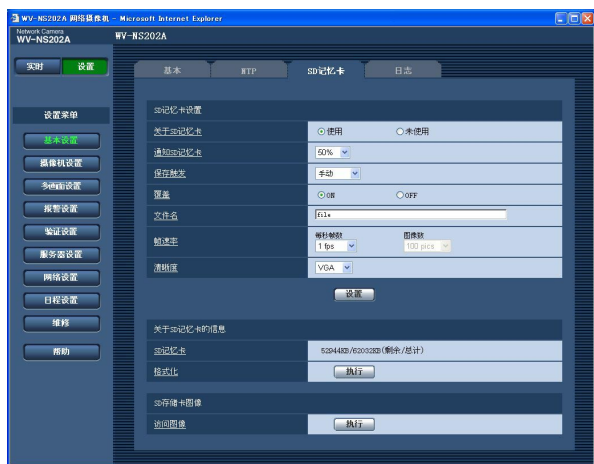 WV-NS202A 网络摄像机 - Microsoft Internet Explorer
Network Camera
WV-NS202A
WV-NS202A
实时 设置
基本 NTP SD记忆卡 日志
设置菜单
基本设置
摄像机设置
多画面设置
报警设置
验证设置
服务器设置
网络设置
日程设置
维修
帮助
SD记忆卡设置
关于SD记忆卡 使用 未使用
通知SD记忆卡 50%
保存触发 手动
覆盖 ON OFF
文件名 file
帧速率 每秒帧数 图像数
1 fps 100 pics
清晰度 VGA
设置
关于SD记忆卡的信息
SD记忆卡 52944KB/62032KB(剩余/总计)
格式化 执行
SD存储卡图像
访问图像 执行